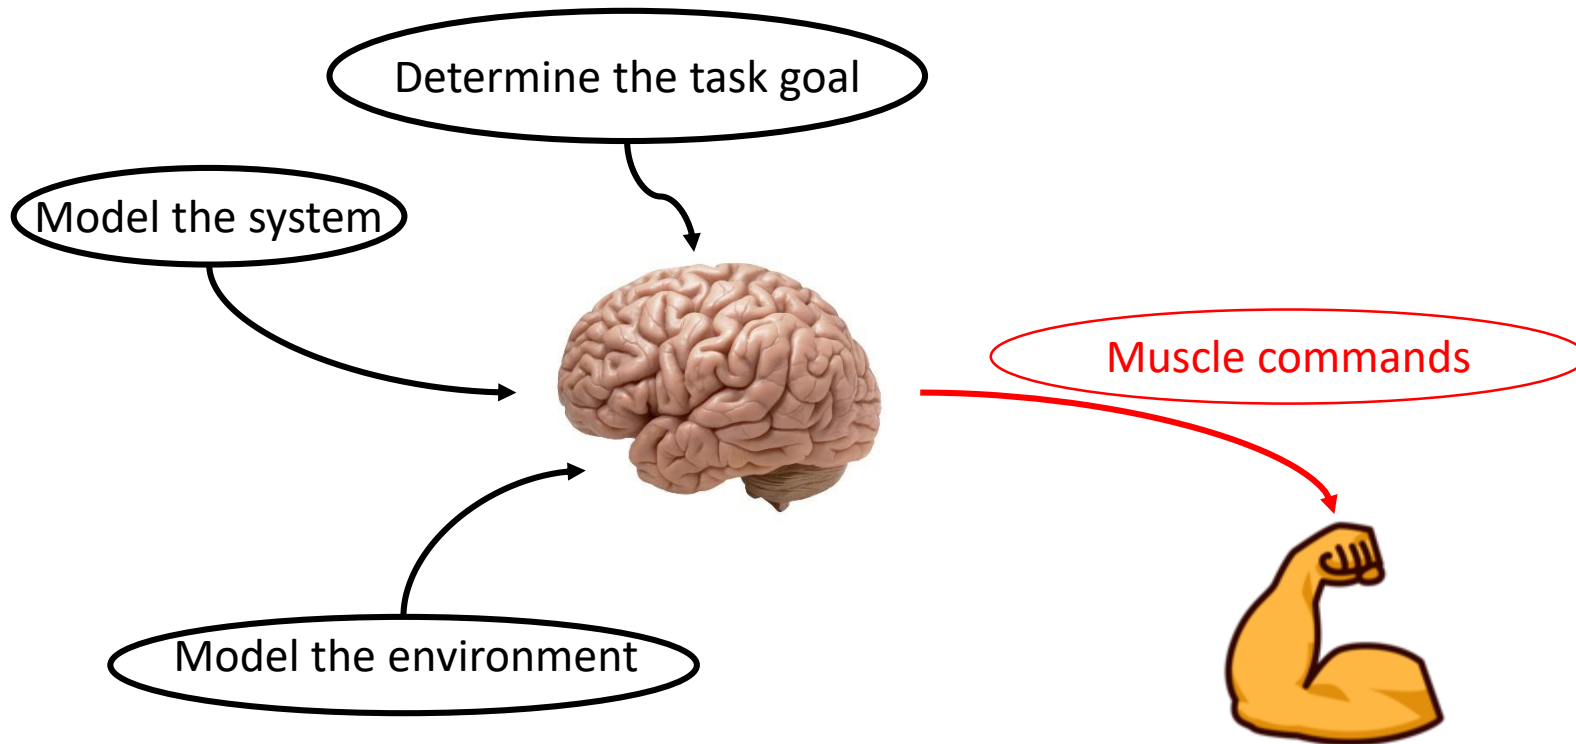 Determine the task goal
Model the system
Muscle commands
Model the environment